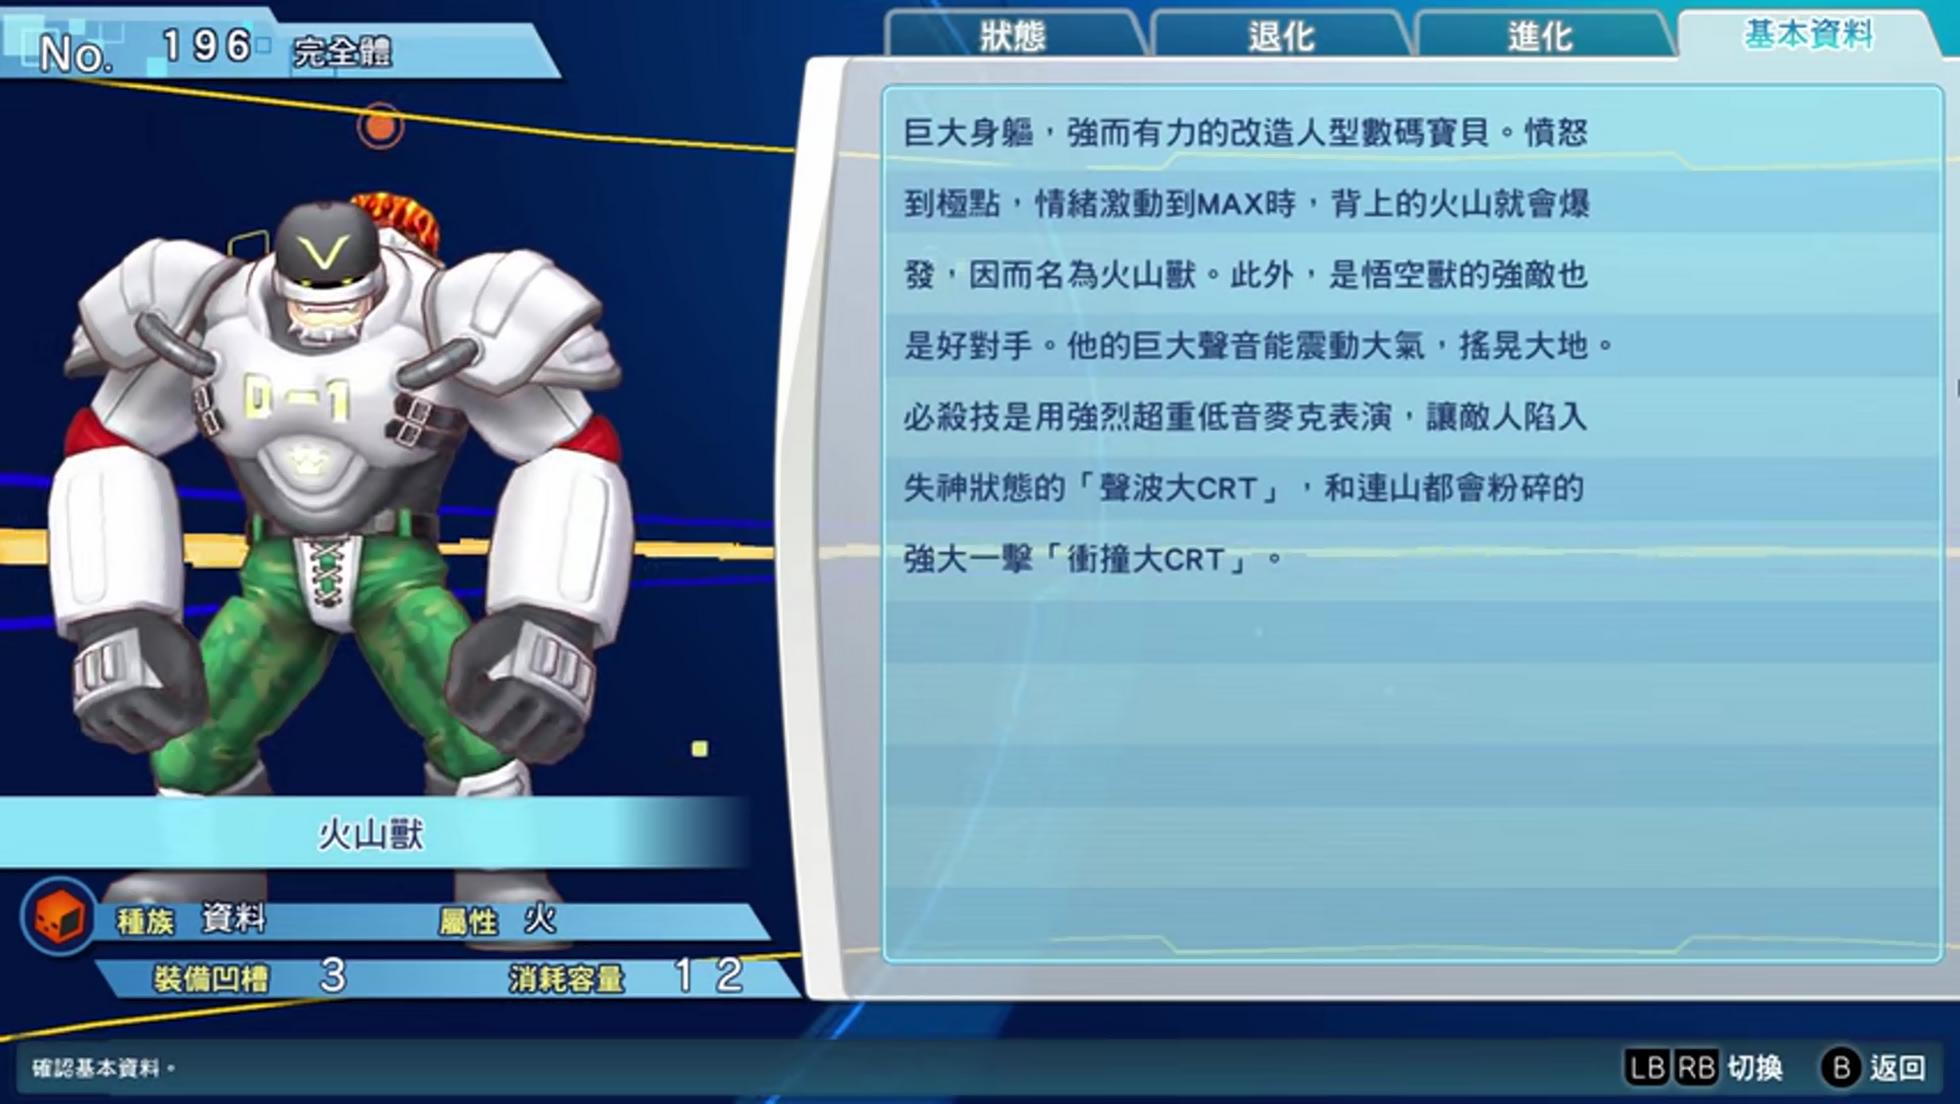 No. 196 完全體
狀態 退化 進化 基本資料
巨大身軀，強而有力的改造人型數碼寶貝。憤怒
到極點，情緒激動到MAX時，背上的火山就會爆
發，因而名為火山獸。此外，是悟空獸的強敵也
是好對手。他的巨大聲音能震動大氣，搖晃大地。
必殺技是用強烈超重低音麥克表演，讓敵人陷入
失神狀態的「聲波大CRT」，和連山都會粉碎的
強大一擊「衝撞大CRT」。
V
D-1
火山獸
種族 資料 屬性 火
裝備凹槽 3 消耗容量 12
確認基本資料。
LB RB 切換 B 返回